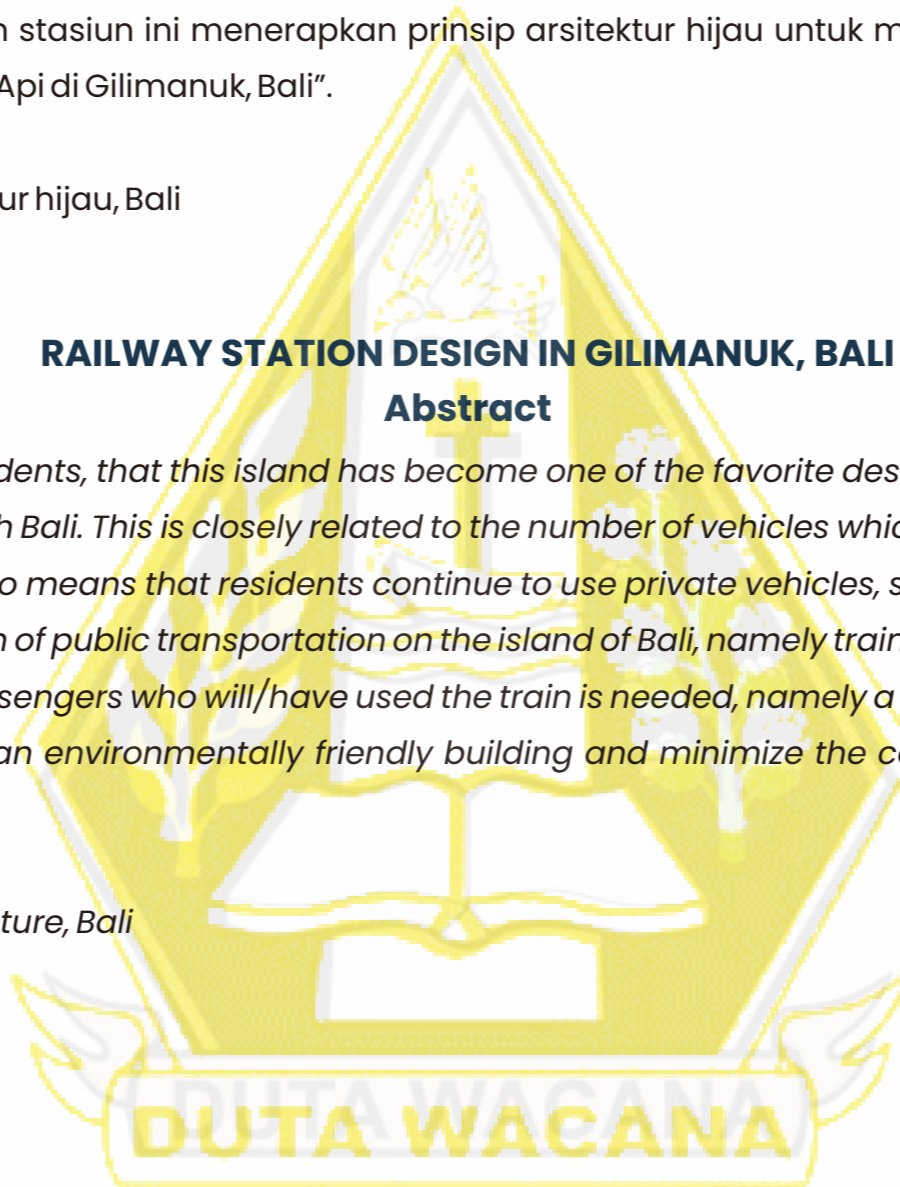 stasiun ini menerapkan prinsip arsitektur hijau untuk
Api di Gilimanuk, Bali”.
ur hijau, Bali
RAILWAY STATION DESIGN IN GILIMANUK, BALI
Abstract
dents, that this island has become one of the favorite des
h Bali. This is closely related to the number of vehicles whic
o means that residents continue to use private vehicles, s
n of public transportation on the island of Bali, namely train
sengers who will/have used the train is needed, namely a
an environmentally friendly building and minimize the c
ture, Bali
DUTA WACANA